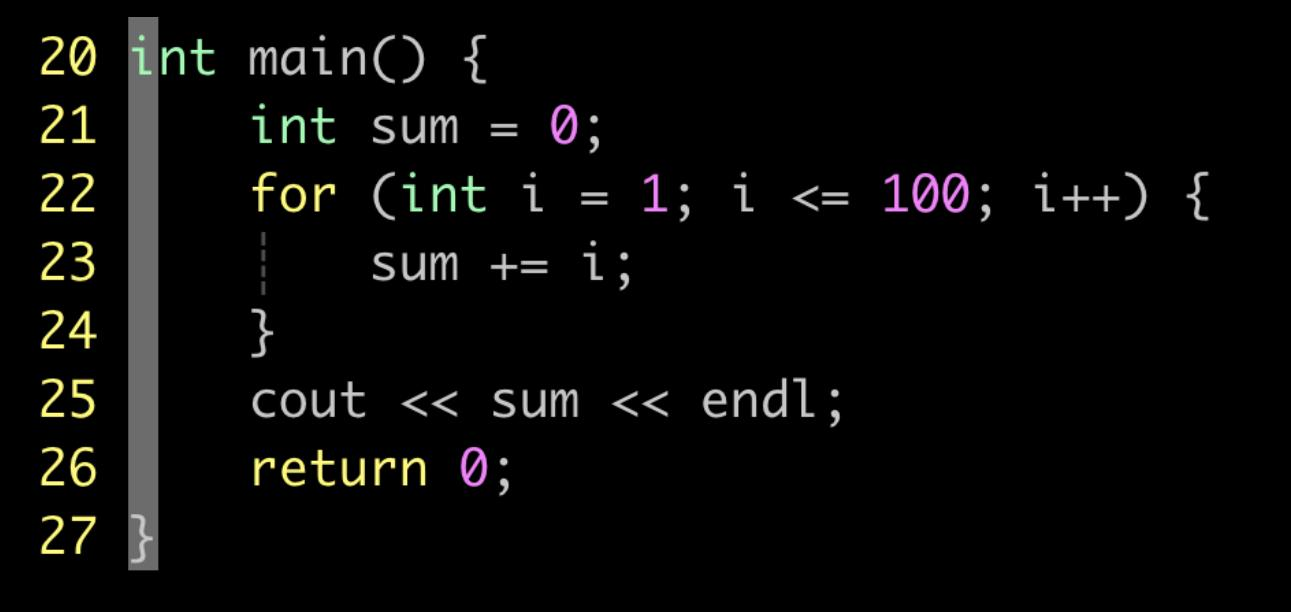 20 int main() {
21     int sum = 0;
22     for (int i = 1; i <= 100; i++) {
23     ┆   sum += i;
24     }
25     cout << sum << endl;
26     return 0;
27 }